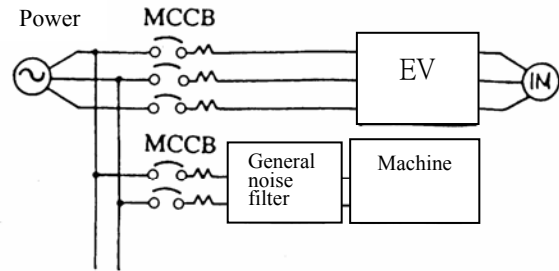 Power
MCCB
EV
IM
MCCB
General
noise
filter
Machine